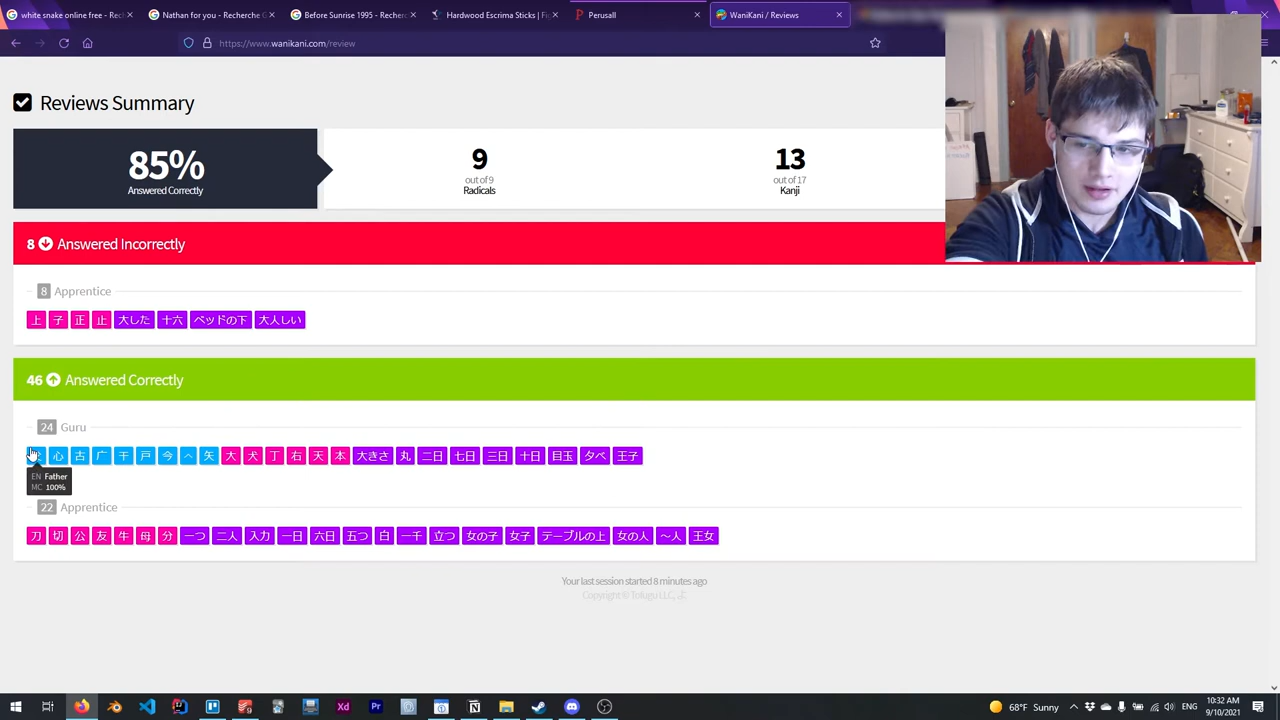 white snake online eng - Rech
Nathan for you - Recherche G
Before Sunrise 1995 - Recherc
Hardwood Escrima Sticks | Fi
Perusall
WaniKani / Reviews
https://www.wanikani.com/review
Reviews Summary
85%
Answered Correctly
9
out of 9
Radicals
13
out of 17
Kanji
8 Answered Incorrectly
8 Apprentice
上 子 正 止 大した 十六 ベッドの下 大人しい
46 Answered Correctly
24 Guru
心 古 广 干 戸 今 矢 大 犬 丁 右 天 本 大きさ 丸 二日 七日 三日 十日 目玉 夕べ 王子
EN Father
MC 100%
22 Apprentice
刀 切 公 友 牛 母 分 一つ 二人 入力 一日 六日 五つ 白 一千 立つ 女の子 女子 テーブルの上 女の人 〜人 王女
Your last session started 8 minutes ago
Copyright © Tofugu LLC, よ
Xd
Pr
68°F Sunny
ENG
10:32 AM
9/10/2021